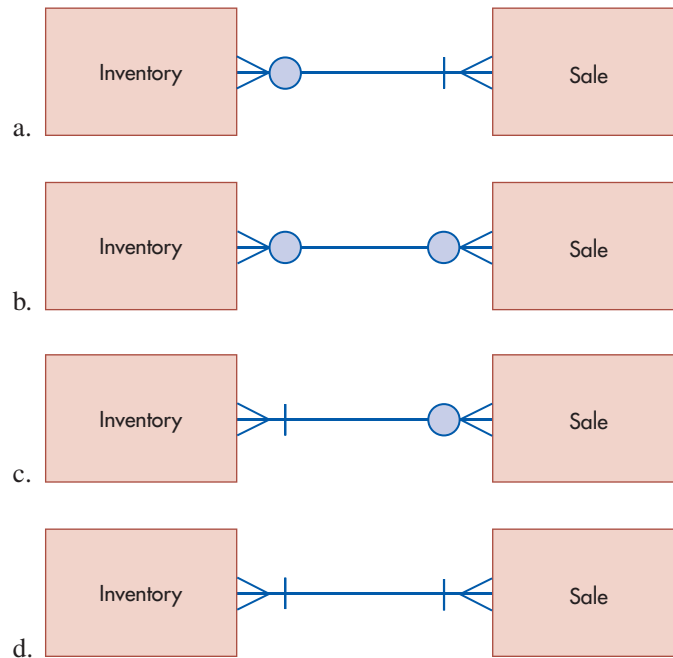 Inventory
Sale
a.
Inventory
Sale
b.
Inventory
Sale
c.
Inventory
Sale
d.